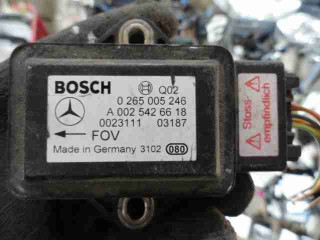 BOSCH Q02
0 265 005 246
A 002 542 66 18
0023111 03187
FOV
Made in Germany 3102 080
Stoss-
empfindlich